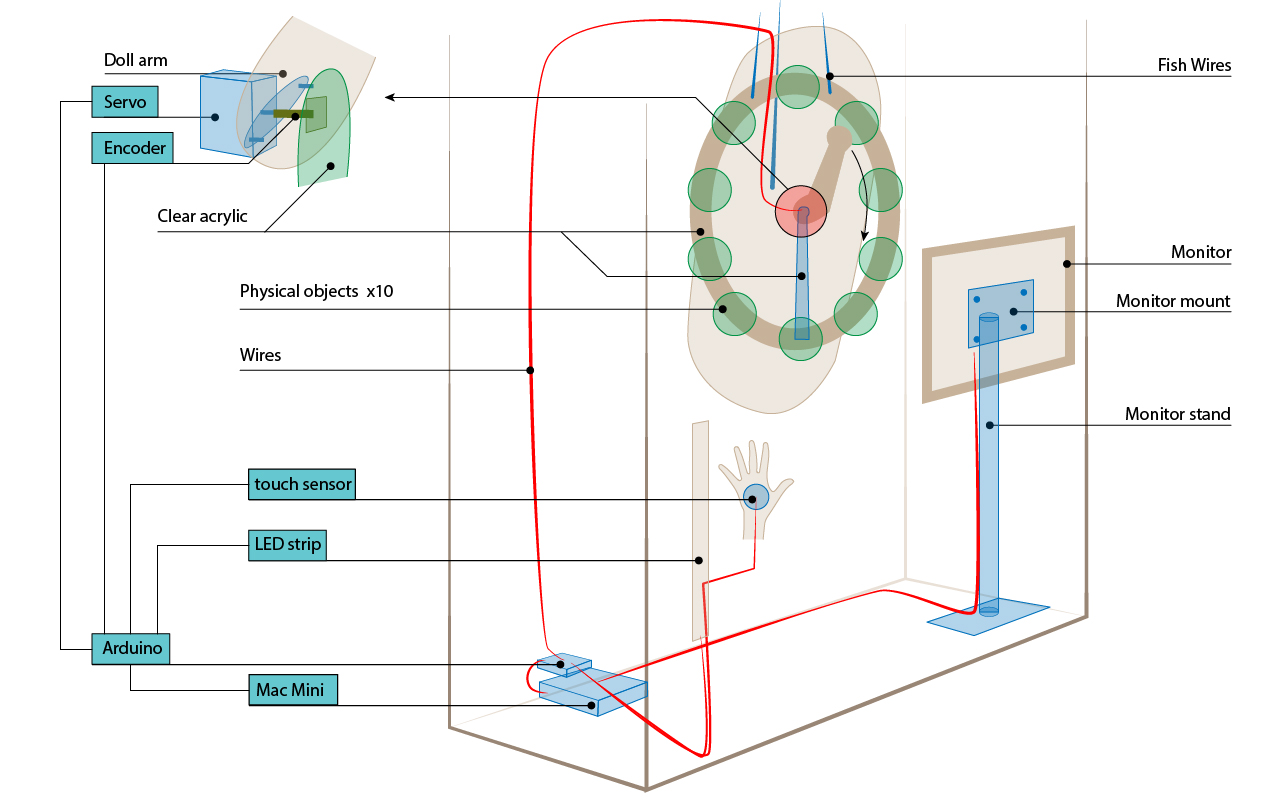 Doll arm
Servo
Encoder
Clear acrylic
Physical objects x10
Wires
touch sensor
LED strip
Arduino
Mac Mini
Fish Wires
Monitor
Monitor mount
Monitor stand